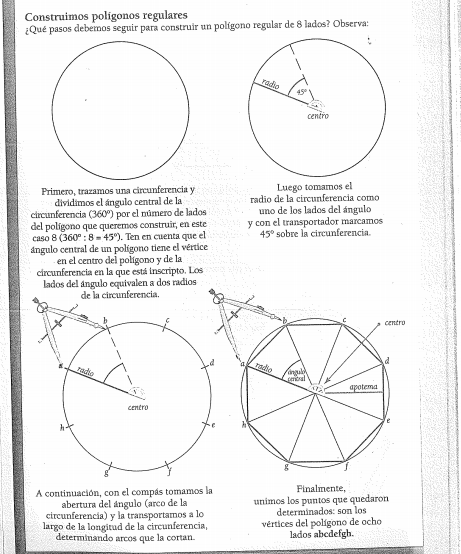 Construimos polígonos regulares
¿Qué pasos debemos seguir para construir un polígono regular de 8 lados? Observa:
radio
45°
centro
Primero, trazamos una circunferencia y
dividimos el ángulo central de la
circunferencia (360°) por el número de lados
del polígono que queremos construir, en este
caso 8 (360° : 8 = 45°). Ten en cuenta que el
ángulo central de un polígono tiene el vértice
en el centro del polígono y de la
circunferencia en la que está inscripto. Los
lados del ángulo equivalen a dos radios
de la circunferencia.
Luego tomamos el
radio de la circunferencia como
uno de los lados del ángulo
y con el transportador marcamos
45° sobre la circunferencia.
a
b
c
d
e
f
g
h
radio
centro
a
b
c
d
e
f
g
h
centro
radio
ángulo
central
apotema
A continuación, con el compás tomamos la
abertura del ángulo (arco de la
circunferencia) y la transportamos a lo
largo de la longitud de la circunferencia,
determinando arcos que la cortan.
Finalmente,
unimos los puntos que quedaron
determinados: son los
vértices del polígono de ocho
lados abcdefgh.